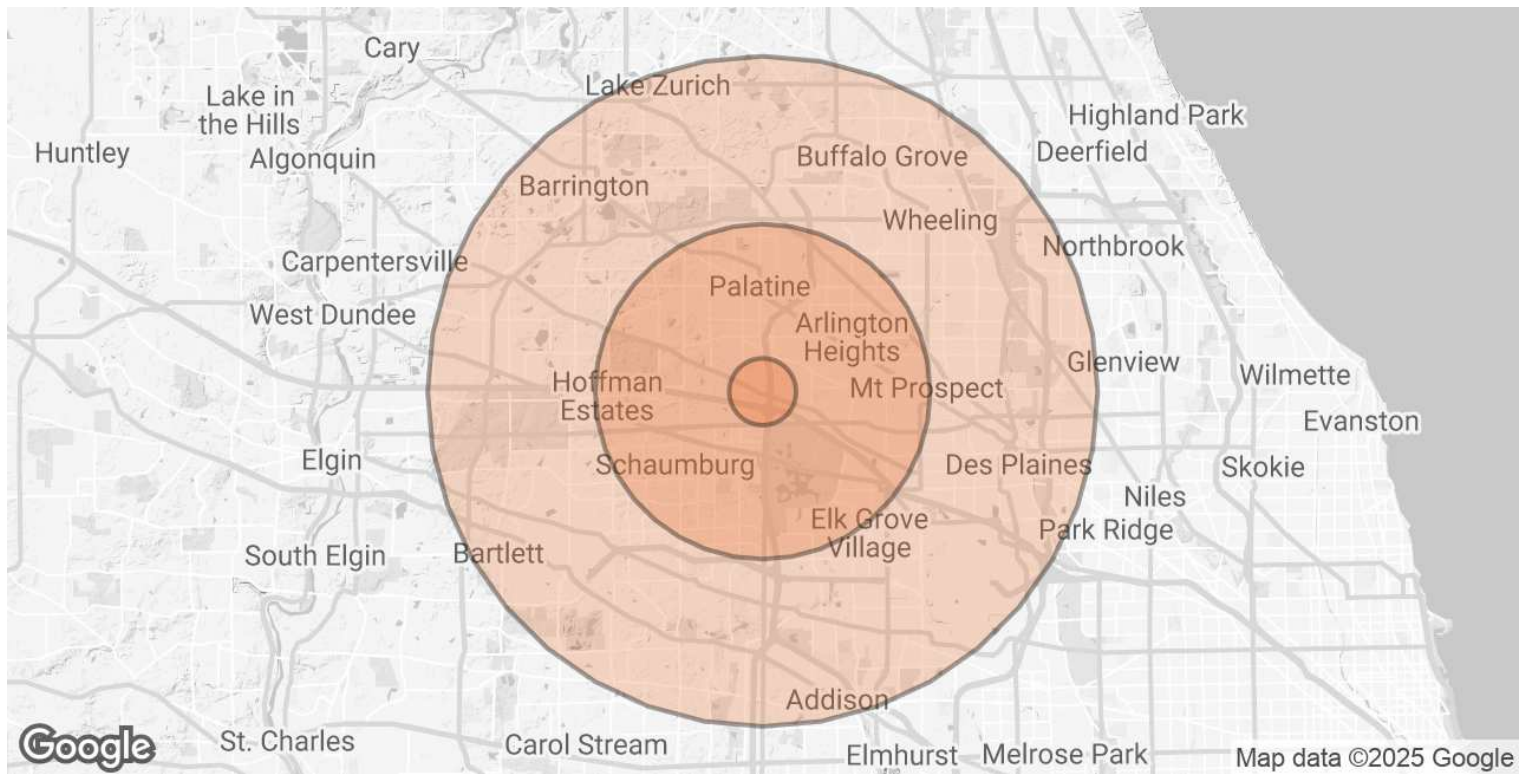 Cary
Lake Zurich
Lake in
the Hills
Highland Park
Huntley
Algonquin
Buffalo Grove
Deerfield
Barrington
Wheeling
Northbrook
Carpentersville
Palatine
West Dundee
Arlington
Heights
Glenview
Wilmette
Hoffman
Estates
Mt Prospect
Evanston
Elgin
Schaumburg
Des Plaines
Skokie
Niles
Elk Grove
Village
Park Ridge
South Elgin
Bartlett
Addison
Google
St. Charles
Carol Stream
Elmhurst
Melrose Park
Map data ©2025 Google